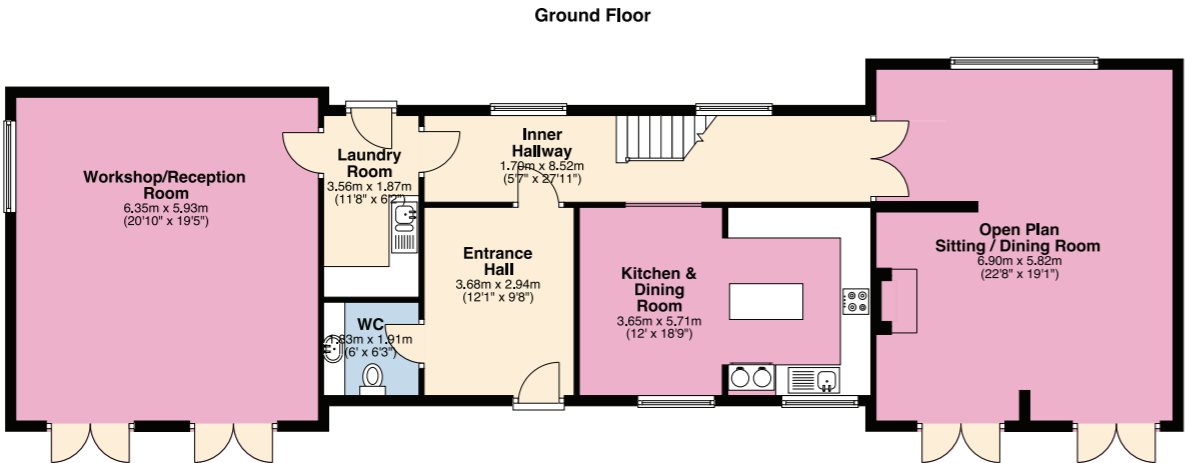 Ground Floor
Workshop/Reception
Room
6.35m x 5.93m
(20'10" x 19'5")
Laundry
Room
3.56m x 1.87m
(11'8" x 6'2")
Inner
Hallway
1.70m x 8.52m
(5'7" x 27'11")
Entrance
Hall
3.68m x 2.94m
(12'1" x 9'8")
WC
1.83m x 1.91m
(6' x 6'3")
Kitchen &
Dining
Room
3.65m x 5.71m
(12' x 18'9")
Open Plan
Sitting / Dining Room
6.90m x 5.82m
(22'8" x 19'1")